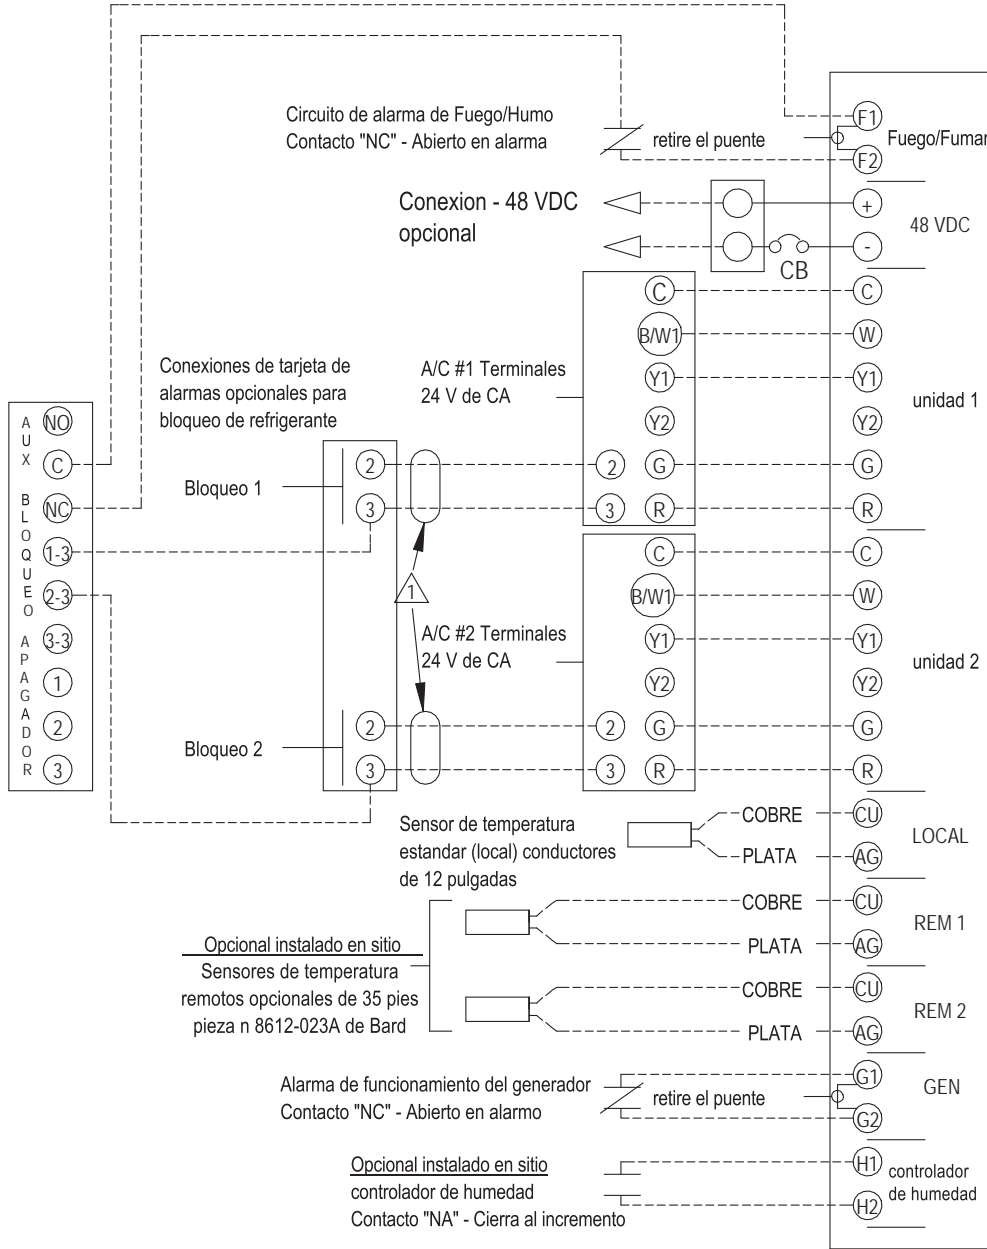 Circuito de alarma de Fuego/Humo
Contacto "NC" - Abierto en alarma
retire el puente
F1
F2
Fuego/Fumar
Conexion - 48 VDC
opcional
CB
+
-
48 VDC
Conexiones de tarjeta de
alarmas opcionales para
bloqueo de refrigerante
AUX BLOQUEO APAGADOR
NO
C
NC
1-3
2-3
3-3
1
2
3
Bloqueo 1
2
3
1
Bloqueo 2
2
3
A/C #1 Terminales
24 V de CA
2
3
C
B/W1
Y1
Y2
G
R
C
W
Y1
Y2
G
R
unidad 1
A/C #2 Terminales
24 V de CA
2
3
C
B/W1
Y1
Y2
G
R
C
W
Y1
Y2
G
R
unidad 2
Sensor de temperatura
estandar (local) conductores
de 12 pulgadas
COBRE
PLATA
CU
AG
LOCAL
Opcional instalado en sitio
Sensores de temperatura
remotos opcionales de 35 pies
pieza n 8612-023A de Bard
COBRE
PLATA
CU
AG
REM 1
COBRE
PLATA
CU
AG
REM 2
Alarma de funcionamiento del generador
Contacto "NC" - Abierto en alarmo
retire el puente
G1
G2
GEN
Opcional instalado en sitio
controlador de humedad
Contacto "NA" - Cierra al incremento
H1
H2
controlador
de humedad